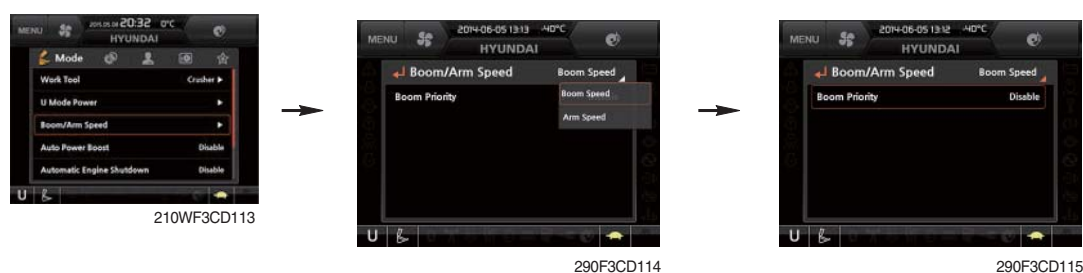 MENU
2015.05.04 20:32 0°C
HYUNDAI
Mode
Work Tool Crusher ▶
U Mode Power ▶
Boom/Arm Speed ▶
Auto Power Boost Disable
Automatic Engine Shutdown Disable
U
210WF3CD113
MENU
2014-06-05 13:13 -40°C
HYUNDAI
Boom/Arm Speed Boom Speed
Boom Priority Boom Speed
Arm Speed
U
290F3CD114
MENU
2014-06-05 13:12 -40°C
HYUNDAI
Boom/Arm Speed Boom Speed
Boom Priority Disable
U
290F3CD115